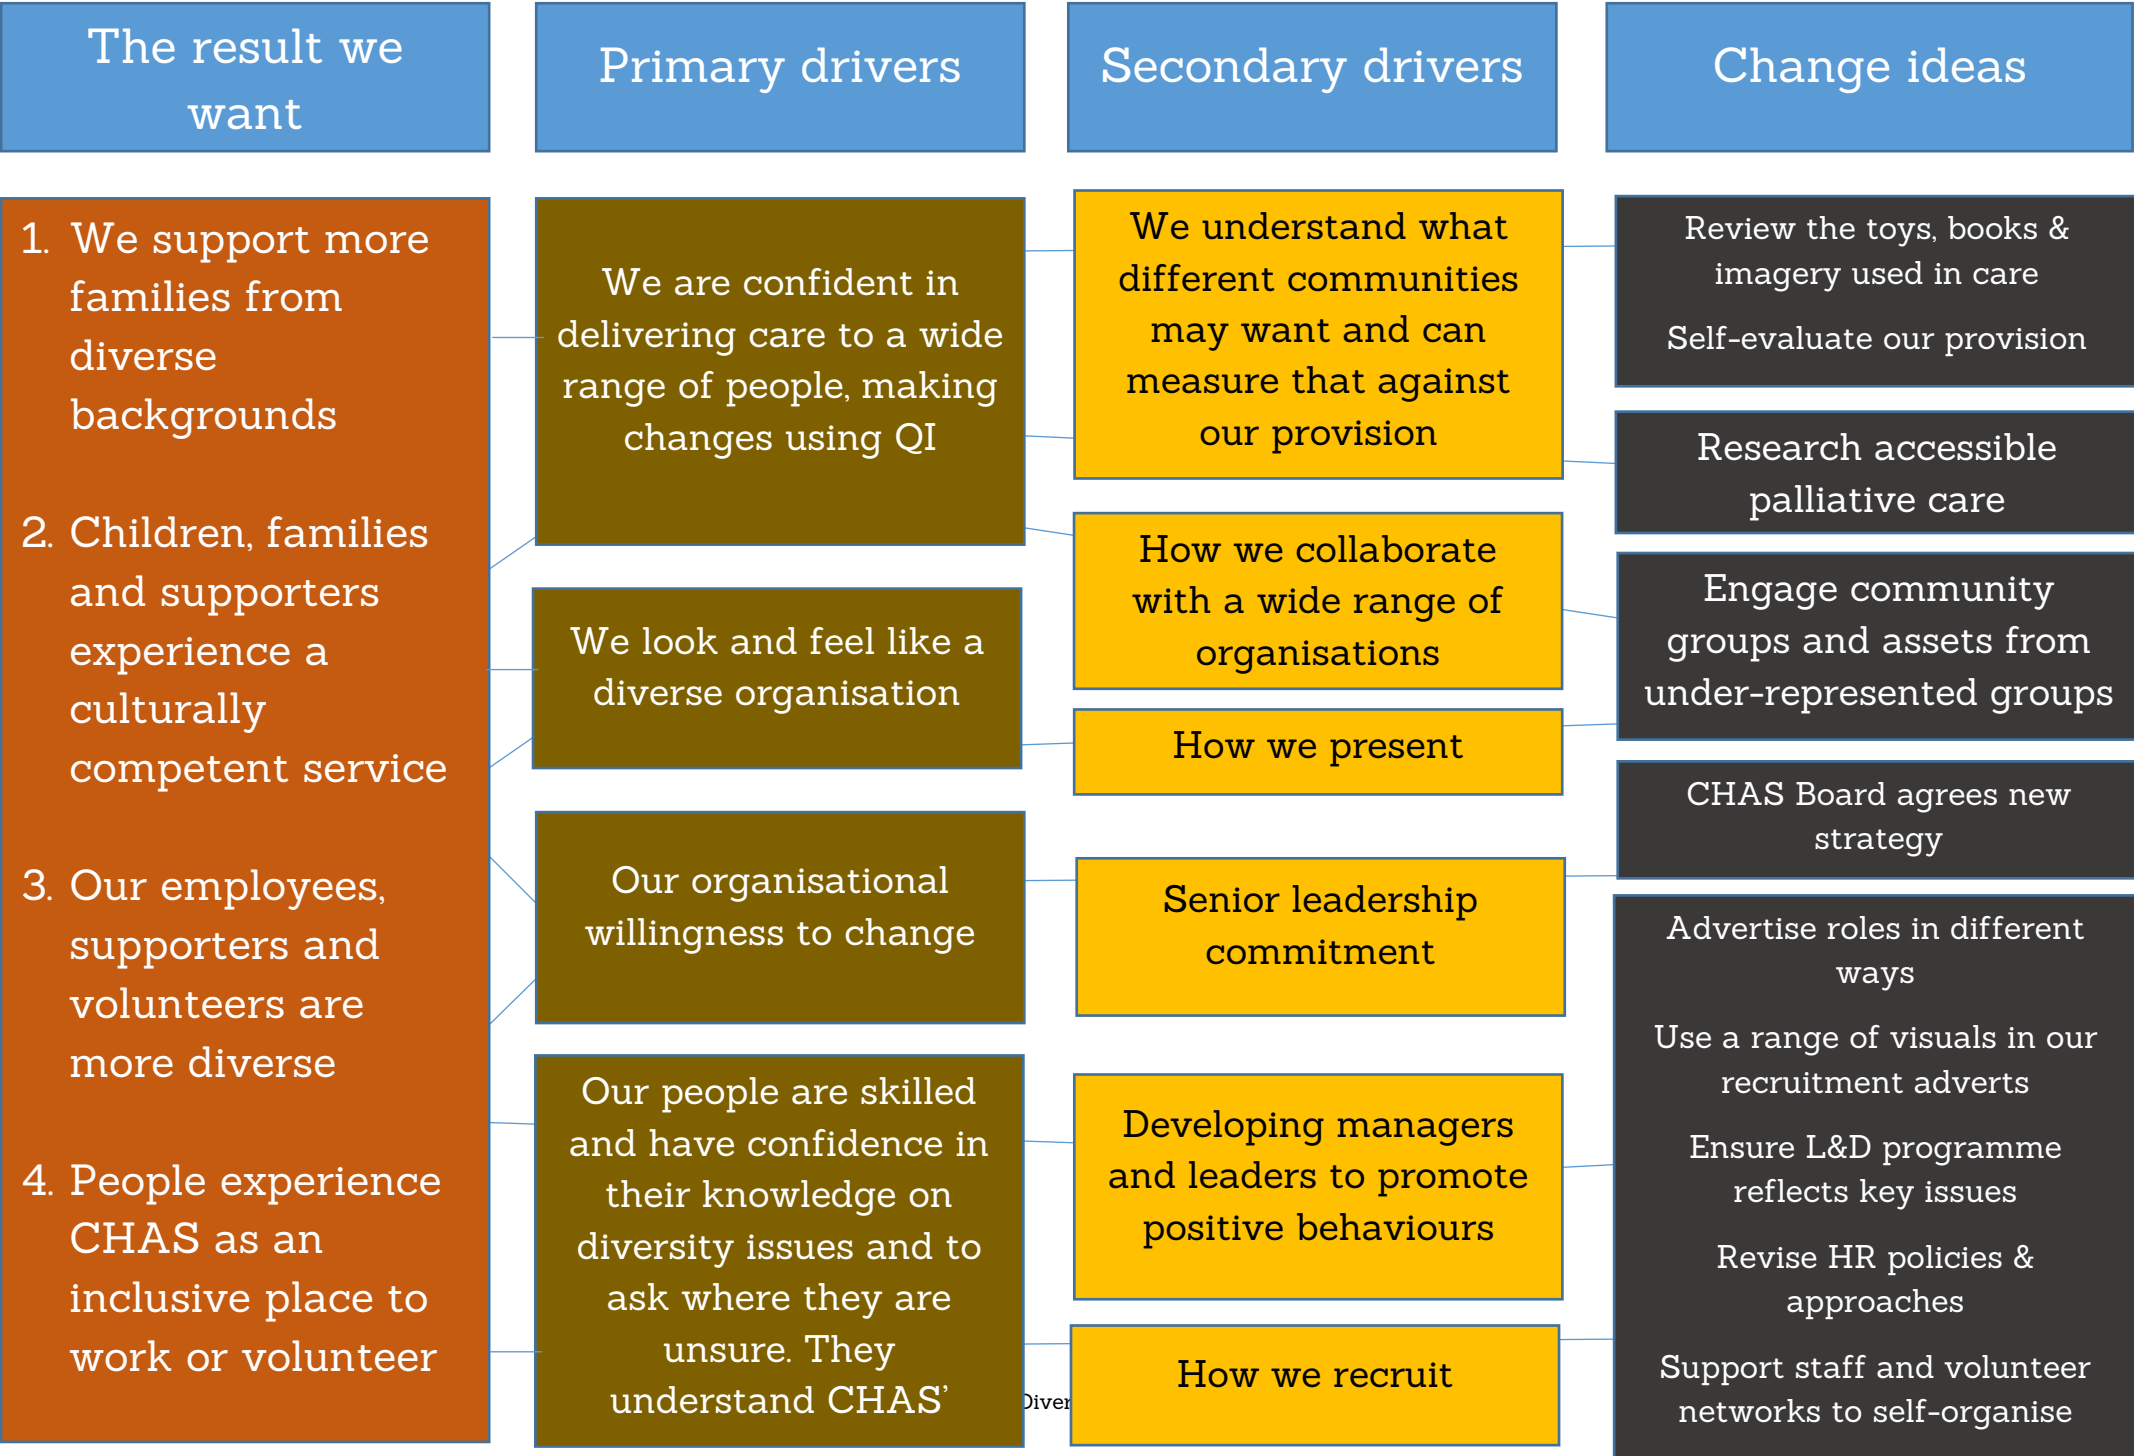 The result we
want
Primary drivers
Secondary drivers
Change ideas
1. We support more
families from
diverse
backgrounds
2. Children, families
and supporters
experience a
culturally
competent service
3. Our employees,
supporters and
volunteers are
more diverse
4. People experience
CHAS as an
inclusive place to
work or volunteer
We are confident in
delivering care to a wide
range of people, making
changes using QI
We look and feel like a
diverse organisation
Our organisational
willingness to change
Our people are skilled
and have confidence in
their knowledge on
diversity issues and to
ask where they are
unsure. They
understand CHAS’
We understand what
different communities
may want and can
measure that against
our provision
How we collaborate
with a wide range of
organisations
How we present
Senior leadership
commitment
Developing managers
and leaders to promote
positive behaviours
How we recruit
Review the toys, books &
imagery used in care
Self-evaluate our provision
Research accessible
palliative care
Engage community
groups and assets from
under-represented groups
CHAS Board agrees new
strategy
Advertise roles in different
ways
Use a range of visuals in our
recruitment adverts
Ensure L&D programme
reflects key issues
Revise HR policies &
approaches
Support staff and volunteer
networks to self-organise